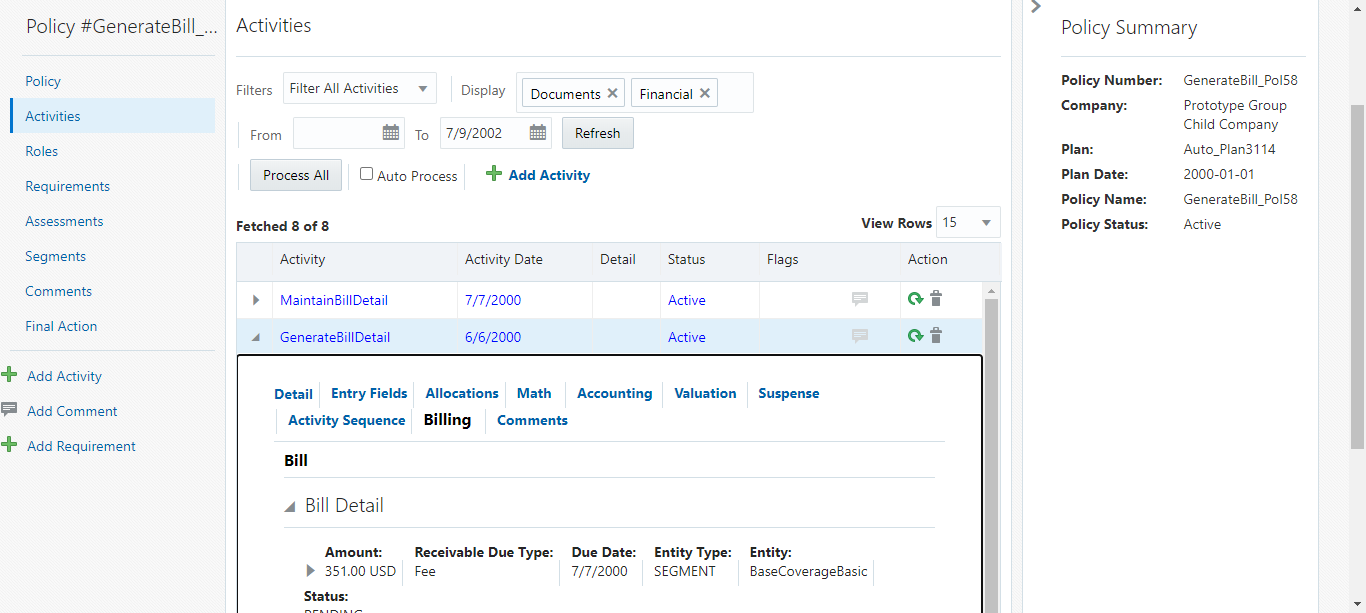 Policy #GenerateBill_...
Policy
Activities
Roles
Requirements
Assessments
Segments
Comments
Final Action
Add Activity
Add Comment
Add Requirement
Activities
Filters Filter All Activities Display Documents Financial
From To 7/9/2002 Refresh
Process All Auto Process Add Activity
Fetched 8 of 8 View Rows 15
Activity Activity Date Detail Status Flags Action
MaintainBillDetail 7/7/2000 Active
GenerateBillDetail 6/6/2000 Active
Detail Entry Fields Allocations Math Accounting Valuation Suspense
Activity Sequence Billing Comments
Bill
Bill Detail
Amount: Receivable Due Type: Due Date: Entity Type: Entity:
351.00 USD Fee 7/7/2000 SEGMENT BaseCoverageBasic
Status:
PENDING
Policy Summary
Policy Number: GenerateBill_Pol58
Company: Prototype Group
Child Company
Plan: Auto_Plan3114
Plan Date: 2000-01-01
Policy Name: GenerateBill_Pol58
Policy Status: Active